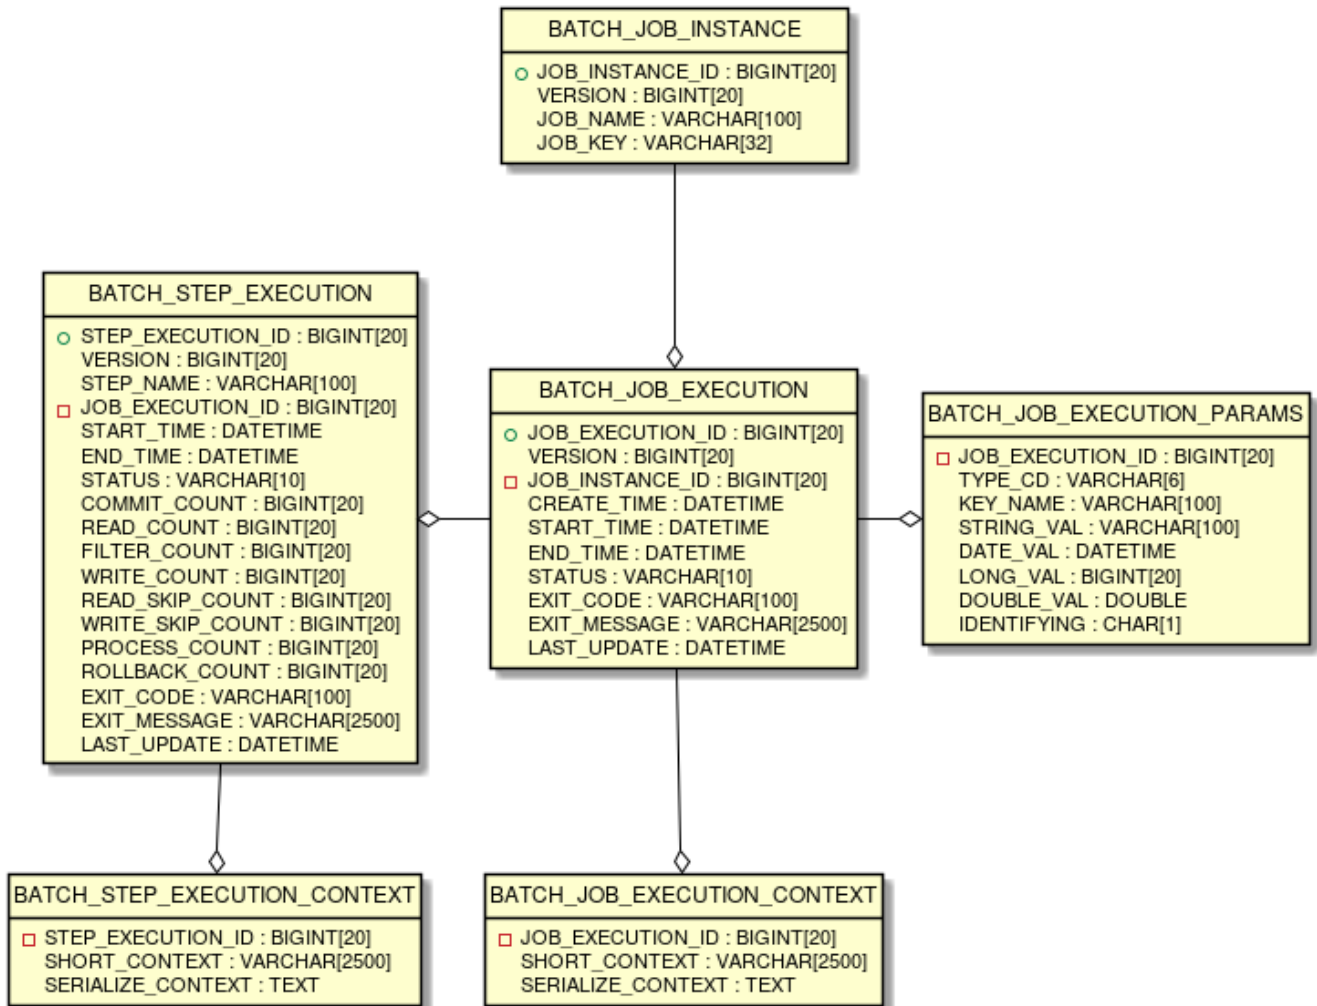 BATCH_JOB_INSTANCE
JOB_INSTANCE_ID : BIGINT[20]
VERSION : BIGINT[20]
JOB_NAME : VARCHAR[100]
JOB_KEY : VARCHAR[32]
BATCH_STEP_EXECUTION
STEP_EXECUTION_ID : BIGINT[20]
VERSION : BIGINT[20]
STEP_NAME : VARCHAR[100]
JOB_EXECUTION_ID : BIGINT[20]
START_TIME : DATETIME
END_TIME : DATETIME
STATUS : VARCHAR[10]
COMMIT_COUNT : BIGINT[20]
READ_COUNT : BIGINT[20]
FILTER_COUNT : BIGINT[20]
WRITE_COUNT : BIGINT[20]
READ_SKIP_COUNT : BIGINT[20]
WRITE_SKIP_COUNT : BIGINT[20]
PROCESS_COUNT : BIGINT[20]
ROLLBACK_COUNT : BIGINT[20]
EXIT_CODE : VARCHAR[100]
EXIT_MESSAGE : VARCHAR[2500]
LAST_UPDATE : DATETIME
BATCH_JOB_EXECUTION
JOB_EXECUTION_ID : BIGINT[20]
VERSION : BIGINT[20]
JOB_INSTANCE_ID : BIGINT[20]
CREATE_TIME : DATETIME
START_TIME : DATETIME
END_TIME : DATETIME
STATUS : VARCHAR[10]
EXIT_CODE : VARCHAR[100]
EXIT_MESSAGE : VARCHAR[2500]
LAST_UPDATE : DATETIME
BATCH_JOB_EXECUTION_PARAMS
JOB_EXECUTION_ID : BIGINT[20]
TYPE_CD : VARCHAR[6]
KEY_NAME : VARCHAR[100]
STRING_VAL : VARCHAR[100]
DATE_VAL : DATETIME
LONG_VAL : BIGINT[20]
DOUBLE_VAL : DOUBLE
IDENTIFYING : CHAR[1]
BATCH_STEP_EXECUTION_CONTEXT
STEP_EXECUTION_ID : BIGINT[20]
SHORT_CONTEXT : VARCHAR[2500]
SERIALIZE_CONTEXT : TEXT
BATCH_JOB_EXECUTION_CONTEXT
JOB_EXECUTION_ID : BIGINT[20]
SHORT_CONTEXT : VARCHAR[2500]
SERIALIZE_CONTEXT : TEXT